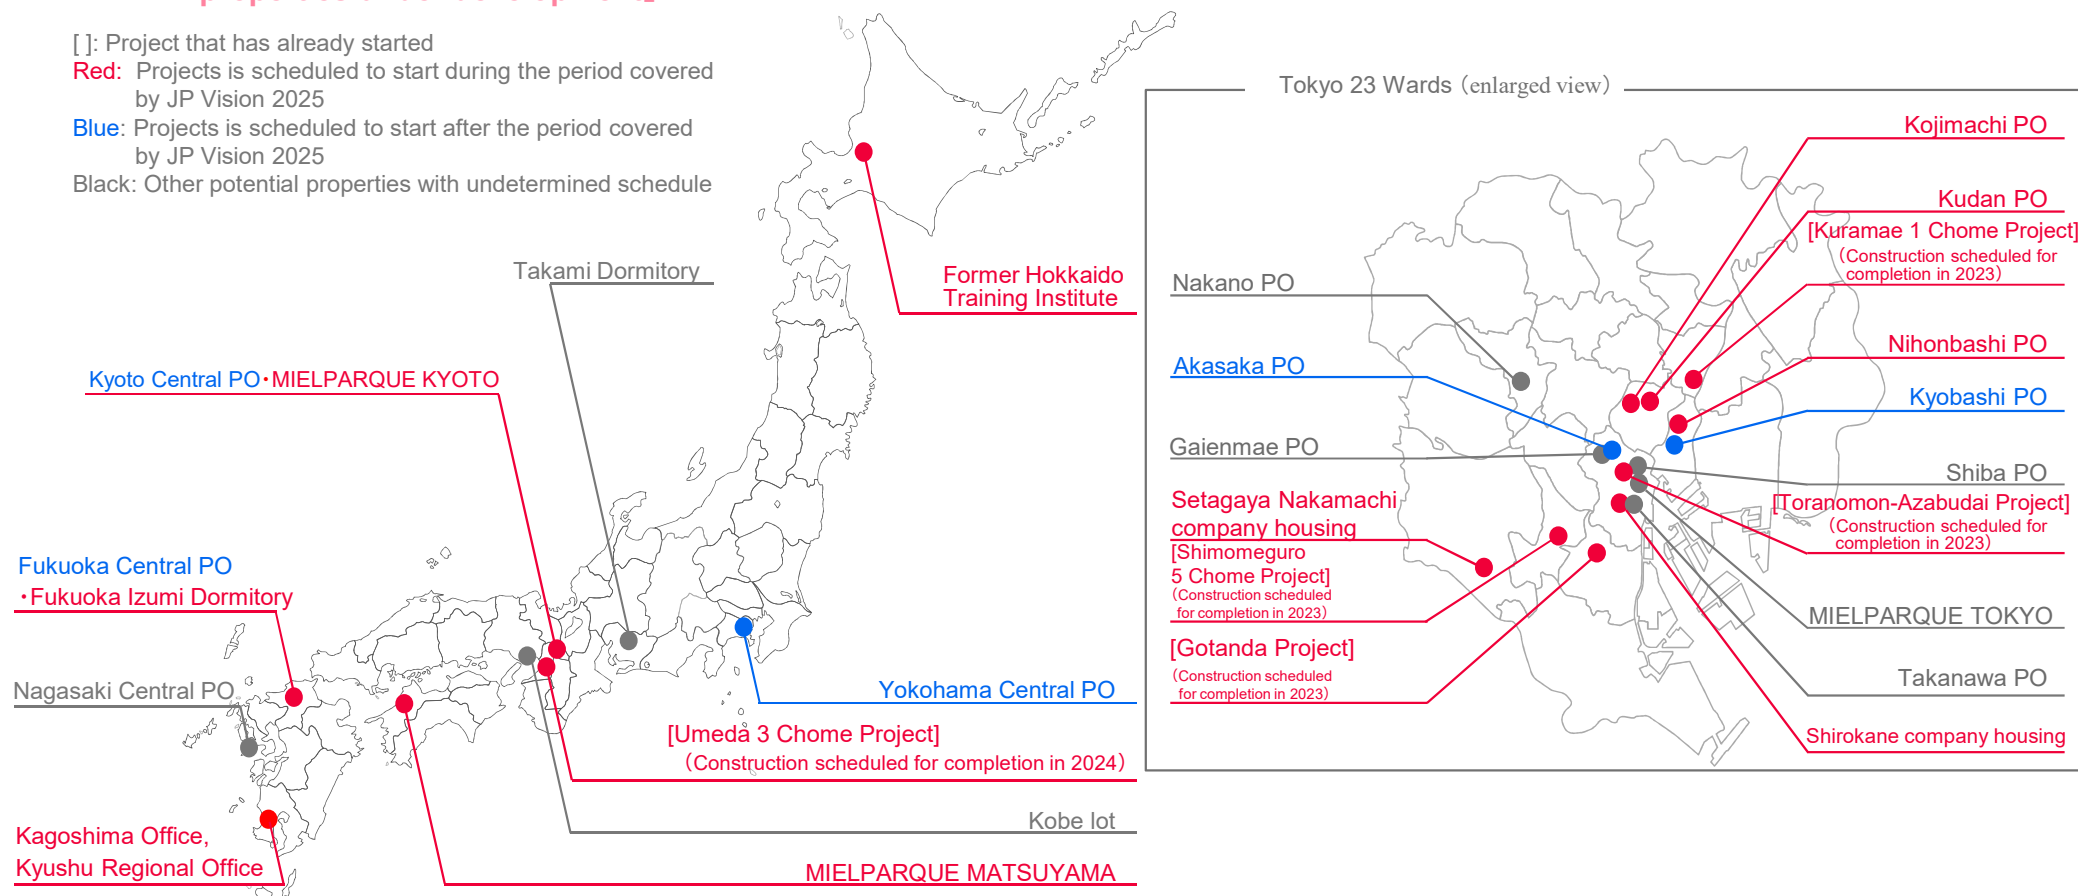 [ ]: Project that has already started
Red: Projects is scheduled to start during the period covered
by JP Vision 2025
Blue: Projects is scheduled to start after the period covered
by JP Vision 2025
Black: Other potential properties with undetermined schedule
Takami Dormitory
Former Hokkaido
Training Institute
Kyoto Central PO・MIELPARQUE KYOTO
Fukuoka Central PO
・Fukuoka Izumi Dormitory
Nagasaki Central PO
Yokohama Central PO
[Umeda 3 Chome Project]
（Construction scheduled for completion in 2024）
Kobe lot
Kagoshima Office,
Kyushu Regional Office
MIELPARQUE MATSUYAMA
Tokyo 23 Wards（enlarged view）
Kojimachi PO
Kudan PO
[Kuramae 1 Chome Project]
（Construction scheduled for
completion in 2023）
Nakano PO
Nihonbashi PO
Akasaka PO
Kyobashi PO
Gaienmae PO
Shiba PO
Setagaya Nakamachi
company housing
[Toranomon-Azabudai Project]
（Construction scheduled for
completion in 2023）
[Shimomeguro
5 Chome Project]
（Construction scheduled
for completion in 2023）
MIELPARQUE TOKYO
[Gotanda Project]
（Construction scheduled
for completion in 2023）
Takanawa PO
Shirokane company housing